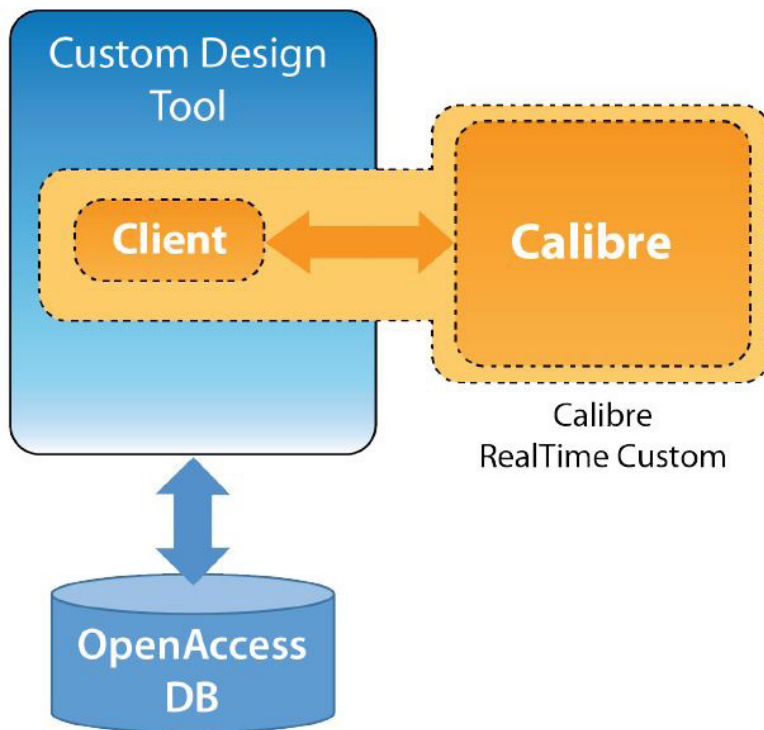 Custom Design
Tool
Client
Calibre
Calibre
RealTime Custom
OpenAccess
DB